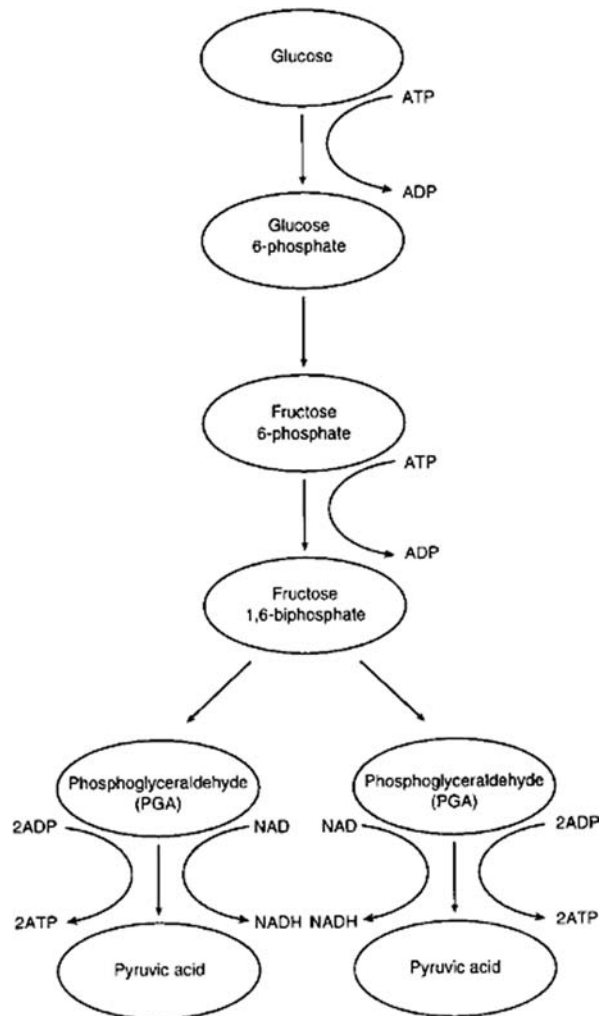 Glucose
ATP
ADP
Glucose
6-phosphate
Fructose
6-phosphate
ATP
ADP
Fructose
1,6-biphosphate
Phosphoglyceraldehyde
(PGA)
Phosphoglyceraldehyde
(PGA)
2ADP
NAD
NAD
2ADP
2ATP
NADH
NADH
2ATP
Pyruvic acid
Pyruvic acid